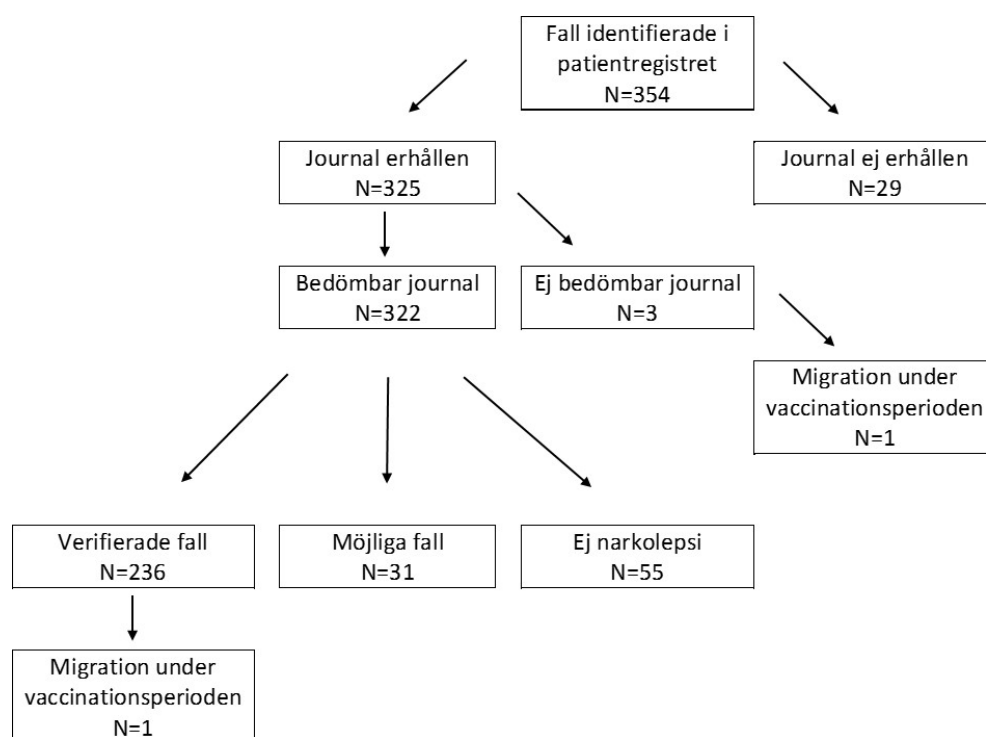 Fall identifierade i
patientregistret
N=354
Journal erhållen
N=325
Journal ej erhållen
N=29
Bedömbar journal
N=322
Ej bedömbar journal
N=3
Migration under
vaccinationsperioden
N=1
Verifierade fall
N=236
Möjliga fall
N=31
Ej narkolepsi
N=55
Migration under
vaccinationsperioden
N=1